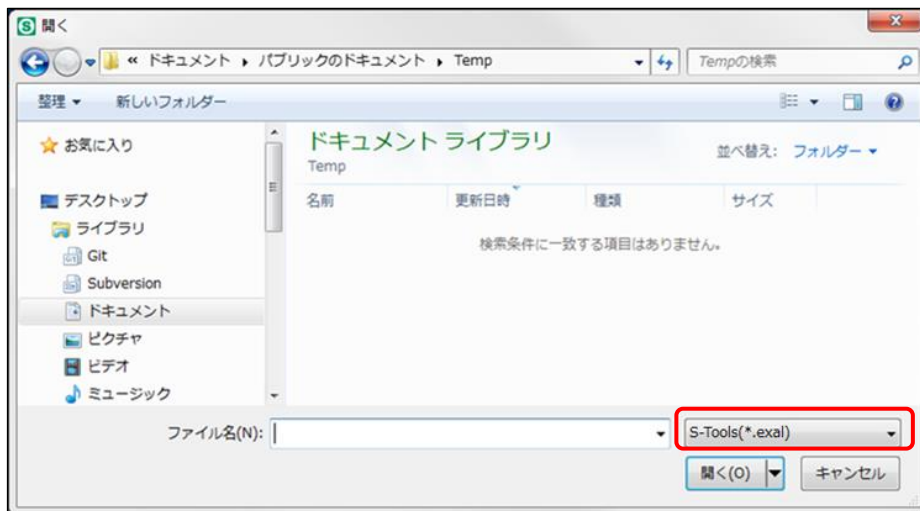 S 開く
« ドキュメント ▸ パブリックのドキュメント ▸ Temp
Tempの検索
整理 新しいフォルダー
お気に入り
デスクトップ
ライブラリ
Git
Subversion
ドキュメント
ピクチャ
ビデオ
ミュージック
ドキュメント ライブラリ
Temp
並べ替え: フォルダー
名前 更新日時 種類 サイズ
検索条件に一致する項目はありません。
ファイル名(N):
S-Tools(*.exal)
開く(O) キャンセル